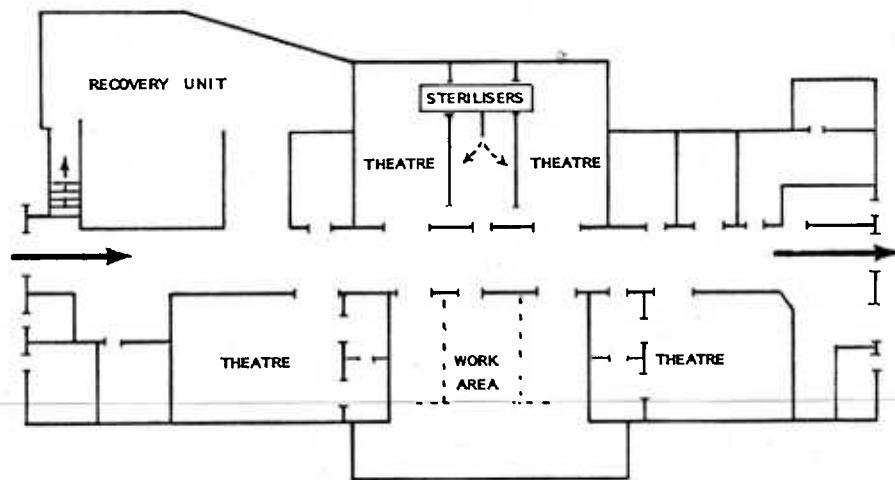 RECOVERY UNIT
STERILISERS
THEATRE
THEATRE
THEATRE
WORK
AREA
THEATRE